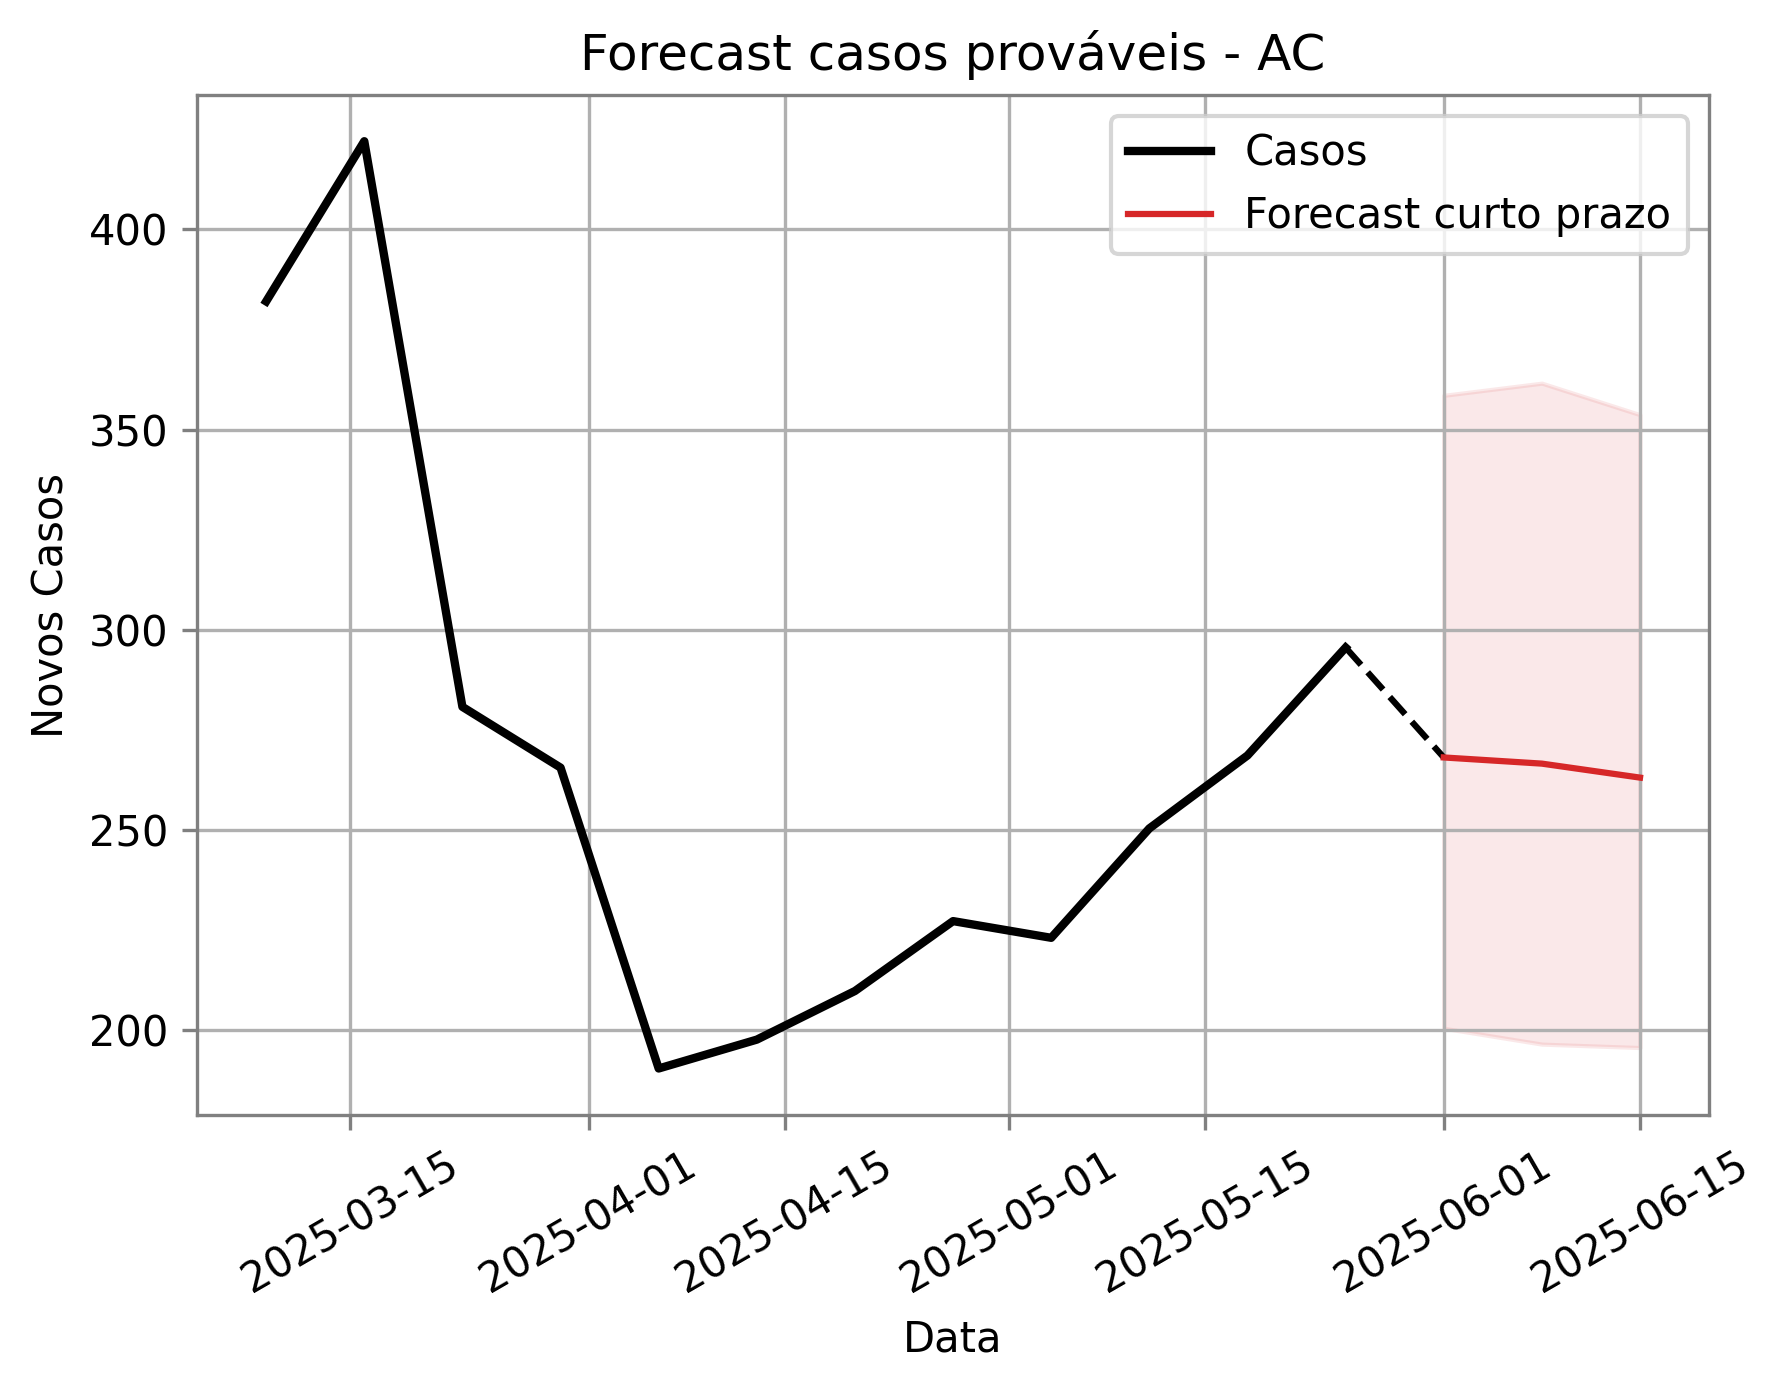 Forecast casos prováveis - AC
Casos
Forecast curto prazo
Novos Casos
400
350
300
250
200
2025-03-15
2025-04-01
2025-04-15
2025-05-01
2025-05-15
2025-06-01
2025-06-15
Data